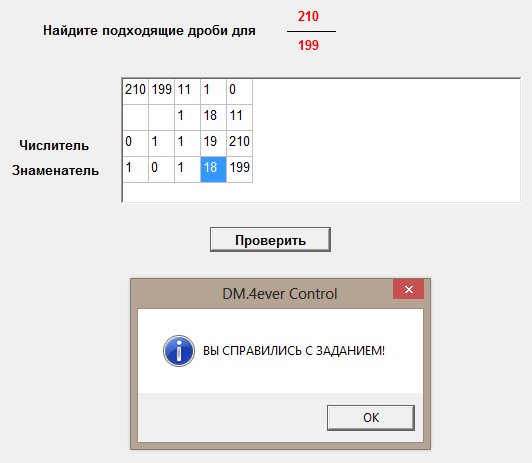 210
Найдите подходящие дроби для
199
210 199 11 1 0
1 18 11
Числитель 0 1 1 19 210
Знаменатель 1 0 1 18 199
Проверить
DM.4ever Control
ВЫ СПРАВИЛИСЬ С ЗАДАНИЕМ!
OK